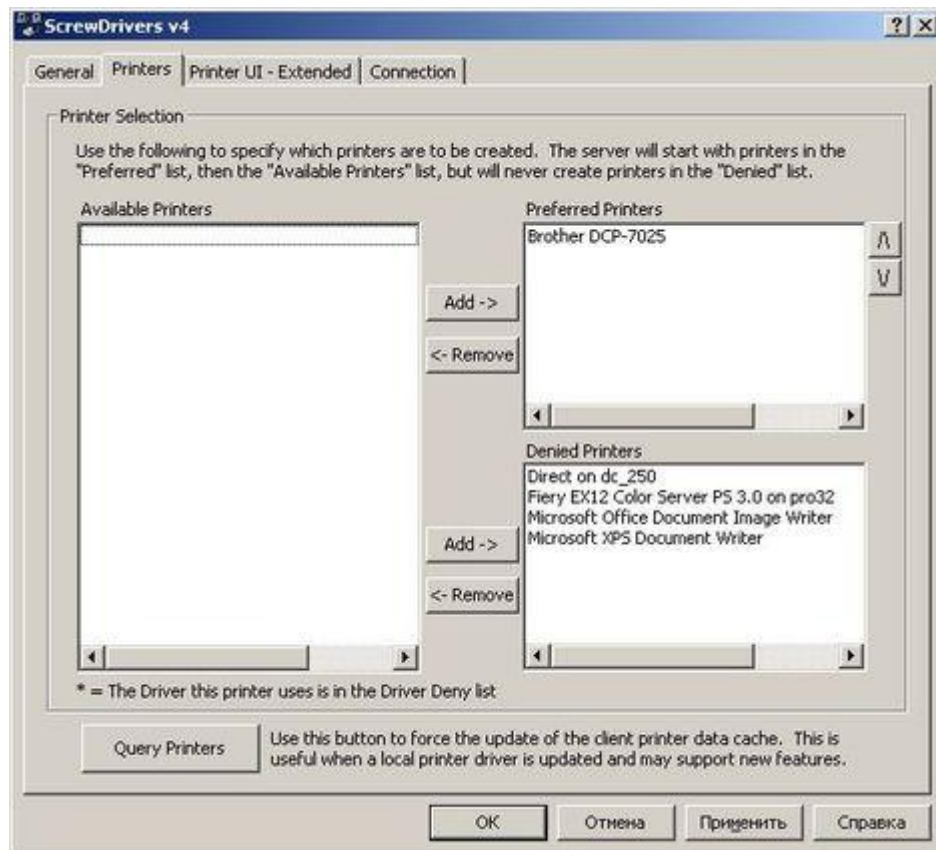 ScrewDrivers v4
General
Printers
Printer UI - Extended
Connection
Printer Selection
Use the following to specify which printers are to be created. The server will start with printers in the
"Preferred" list, then the "Available Printers" list, but will never create printers in the "Denied" list.
Available Printers
Preferred Printers
Brother DCP-7025
Add ->
<- Remove
Denied Printers
Direct on dc_250
Fiery EX12 Color Server PS 3.0 on pro32
Microsoft Office Document Image Writer
Microsoft XPS Document Writer
Add ->
<- Remove
* = The Driver this printer uses is in the Driver Deny list
Query Printers
Use this button to force the update of the client printer data cache. This is
useful when a local printer driver is updated and may support new features.
OK
Отмена
Применить
Справка